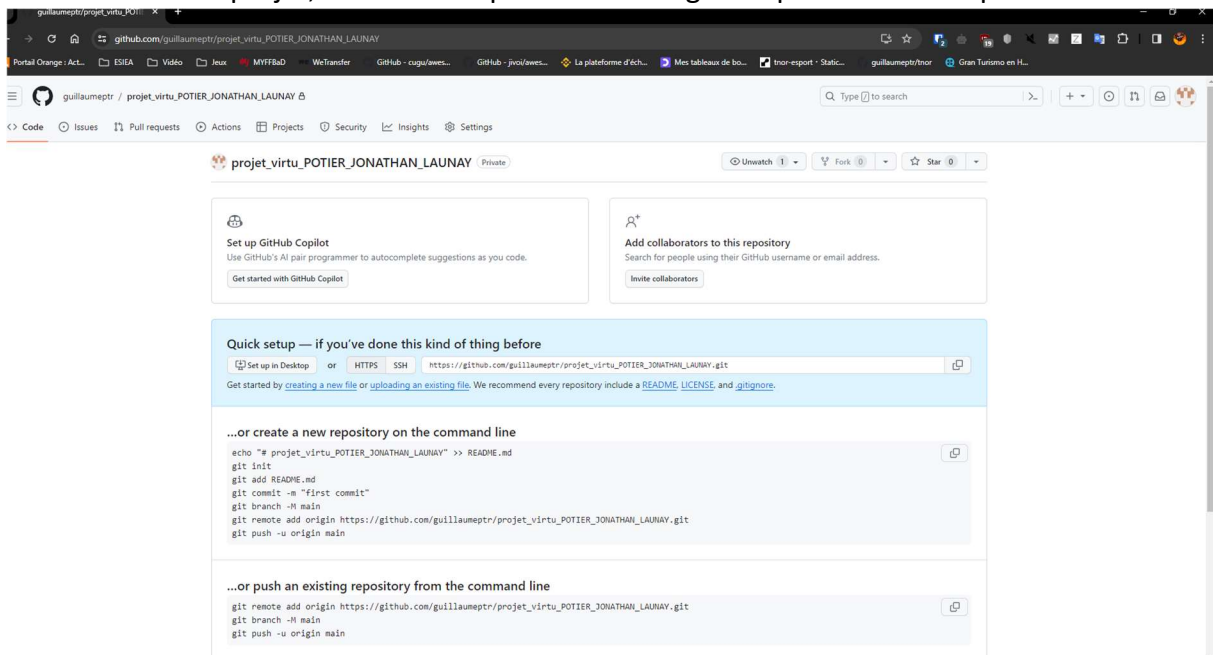 guillaumeptr/projet_virtu_POTI × +
github.com/guillaumeptr/projet_virtu_POTIER_JONATHAN_LAUNAY
Portail Orange : Act... ESIEA Vidéo Jeux MYFFBaD WeTransfer GitHub - cugu/awes... GitHub - jivoi/awes... La plateforme d'éch... Mes tableaux de bo... tnor-esport - Static... guillaumeptr/tnor Gran Turismo en H...
guillaumeptr / projet_virtu_POTIER_JONATHAN_LAUNAY
Type / to search
<> Code Issues Pull requests Actions Projects Security Insights Settings
projet_virtu_POTIER_JONATHAN_LAUNAY Private
Unwatch 1 Fork 0 Star 0
Set up GitHub Copilot
Use GitHub's AI pair programmer to autocomplete suggestions as you code.
Get started with GitHub Copilot
Add collaborators to this repository
Search for people using their GitHub username or email address.
Invite collaborators
Quick setup — if you've done this kind of thing before
Set up in Desktop or HTTPS SSH https://github.com/guillaumeptr/projet_virtu_POTIER_JONATHAN_LAUNAY.git
Get started by creating a new file or uploading an existing file. We recommend every repository include a README, LICENSE, and .gitignore.
...or create a new repository on the command line
echo "# projet_virtu_POTIER_JONATHAN_LAUNAY" >> README.md
git init
git add README.md
git commit -m "first commit"
git branch -M main
git remote add origin https://github.com/guillaumeptr/projet_virtu_POTIER_JONATHAN_LAUNAY.git
git push -u origin main
...or push an existing repository from the command line
git remote add origin https://github.com/guillaumeptr/projet_virtu_POTIER_JONATHAN_LAUNAY.git
git branch -M main
git push -u origin main